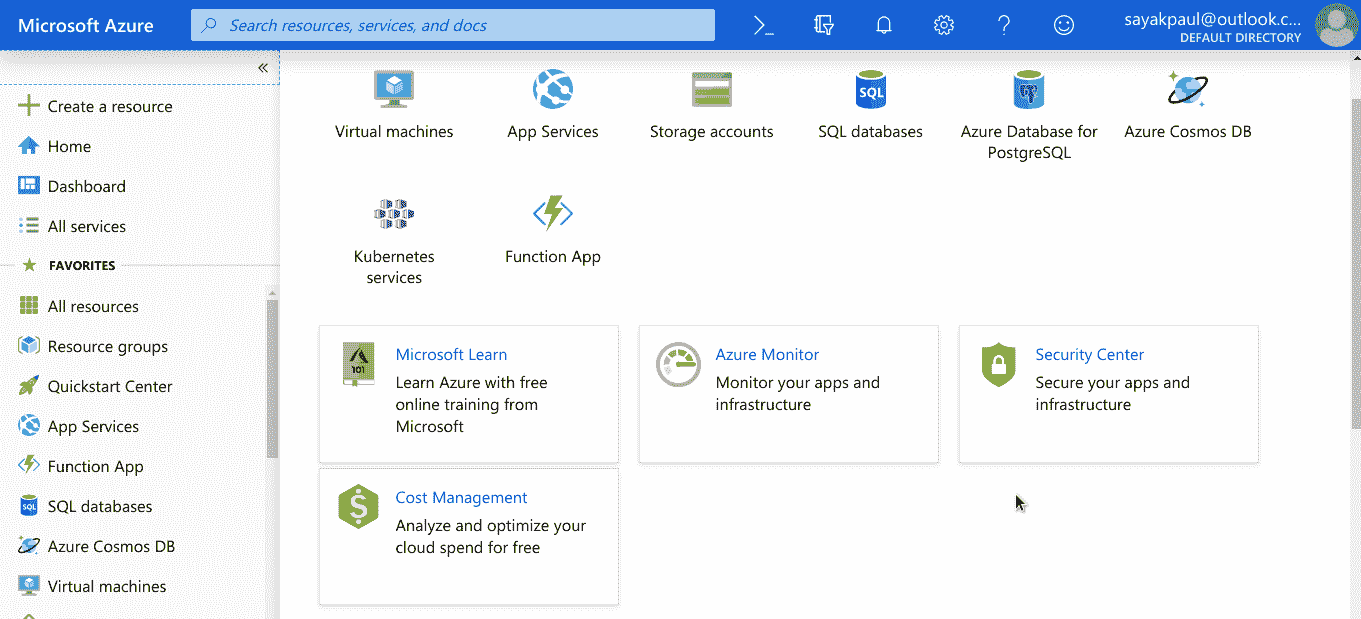 Microsoft Azure
Search resources, services, and docs
sayakpaul@outlook.c...
DEFAULT DIRECTORY
Create a resource
Home
Dashboard
All services
FAVORITES
All resources
Resource groups
Quickstart Center
App Services
Function App
SQL databases
Azure Cosmos DB
Virtual machines
Virtual machines
App Services
Storage accounts
SQL
SQL databases
Azure Database for
PostgreSQL
Azure Cosmos DB
Kubernetes
services
Function App
101
Microsoft Learn
Learn Azure with free
online training from
Microsoft
Azure Monitor
Monitor your apps and
infrastructure
Security Center
Secure your apps and
infrastructure
Cost Management
Analyze and optimize your
cloud spend for free